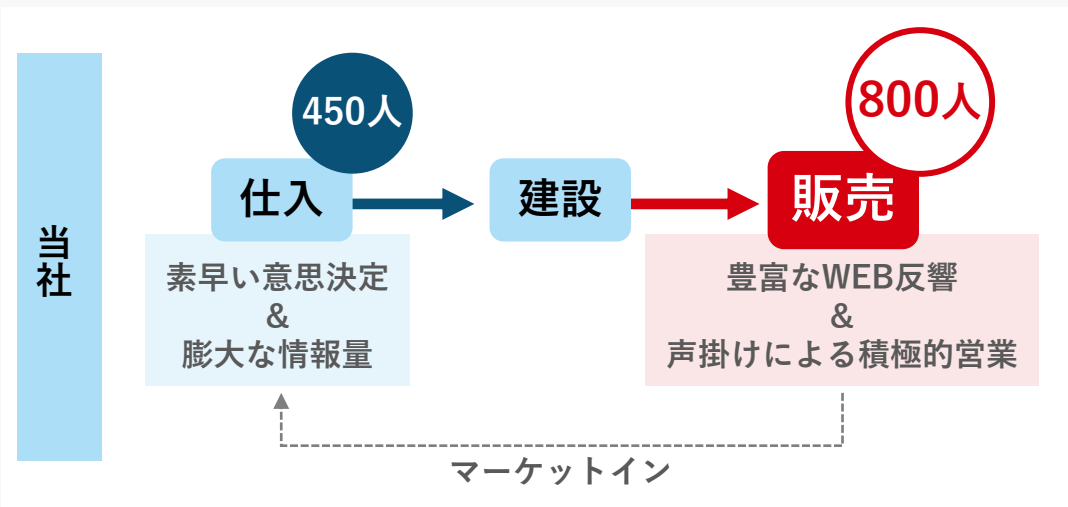 当社
450人
仕入
素早い意思決定
&
膨大な情報量
建設
800人
販売
豊富なWEB反響
&
声掛けによる積極的営業
マーケットイン